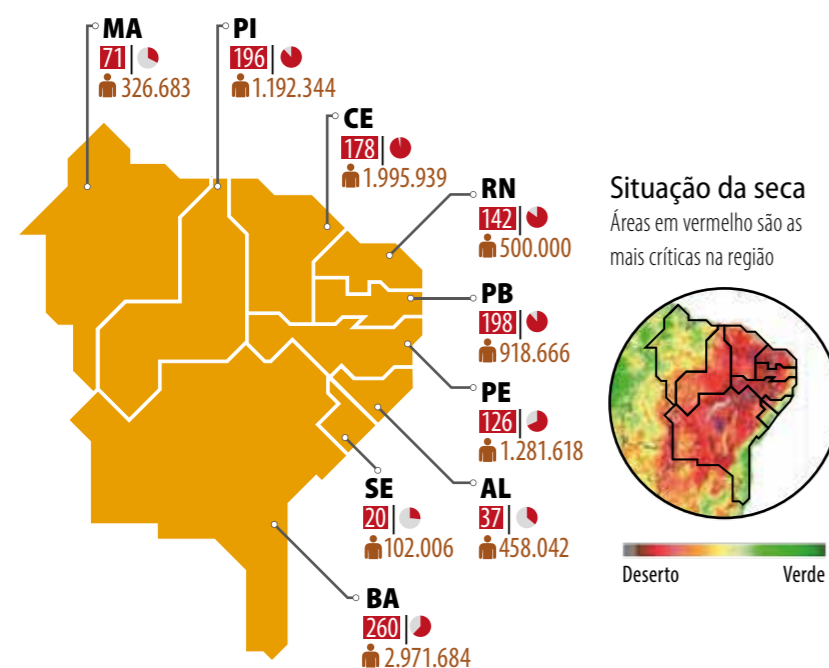 MA
71
326.683
PI
196
1.192.344
CE
178
1.995.939
RN
142
500.000
PB
198
918.666
PE
126
1.281.618
SE
20
102.006
AL
37
458.042
BA
260
2.971.684
Situação da seca
Áreas em vermelho são as
mais críticas na região
Deserto Verde